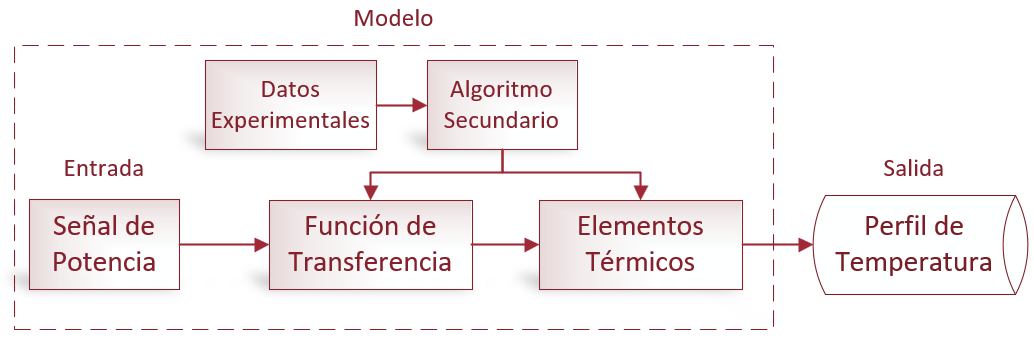 Modelo
Datos
Experimentales
Algoritmo
Secundario
Entrada
Señal de
Potencia
Función de
Transferencia
Elementos
Térmicos
Salida
Perfil de
Temperatura